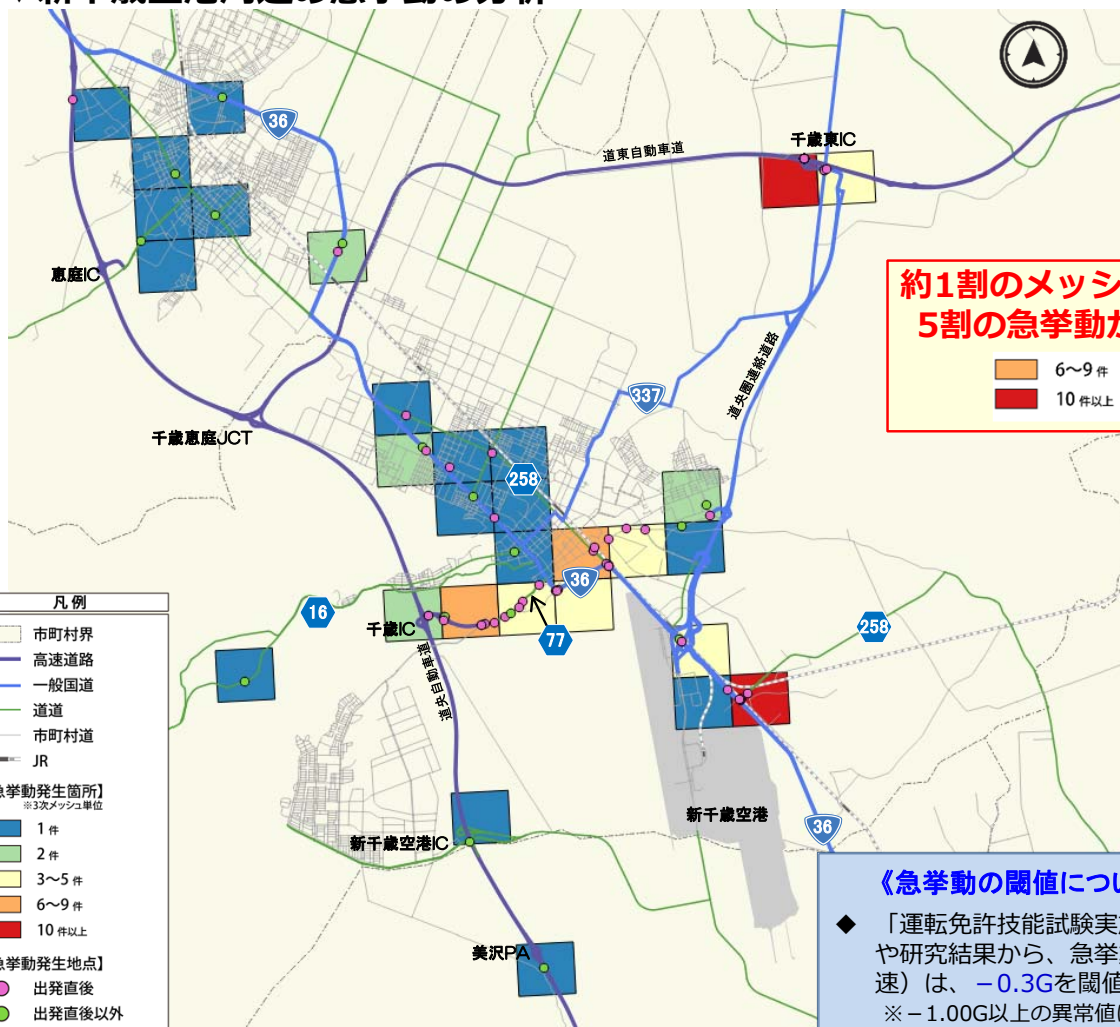 36
千歳東IC
道東自動車道
恵庭IC
約1割のメッシ
5割の急挙動が
6～9 件
10 件以上
道央圏連絡道路
337
千歳恵庭JCT
258
36
凡例
市町村界
高速道路
一般国道
道道
市町村道
JR
急挙動発生箇所】
※3次メッシュ単位
1 件
2 件
3～5 件
6～9 件
10 件以上
急挙動発生地点】
出発直後
出発直後以外
16
千歳IC
77
258
道央自動車道
新千歳空港
新千歳空港IC
36
美沢PA
《急挙動の閾値につい
◆ 「運転免許技能試験実
や研究結果から、急挙
速）は、－0.3Gを閾値
※－1.00G以上の異常値